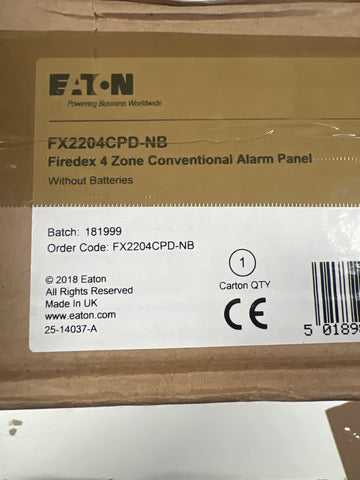 EATON
Powering Business Worldwide
FX2204CPD-NB
Firedex 4 Zone Conventional Alarm Panel
Without Batteries
Batch: 181999
Order Code: FX2204CPD-NB
1
Carton QTY
© 2018 Eaton
All Rights Reserved
Made In UK
www.eaton.com
25-14037-A
CE
5 01898